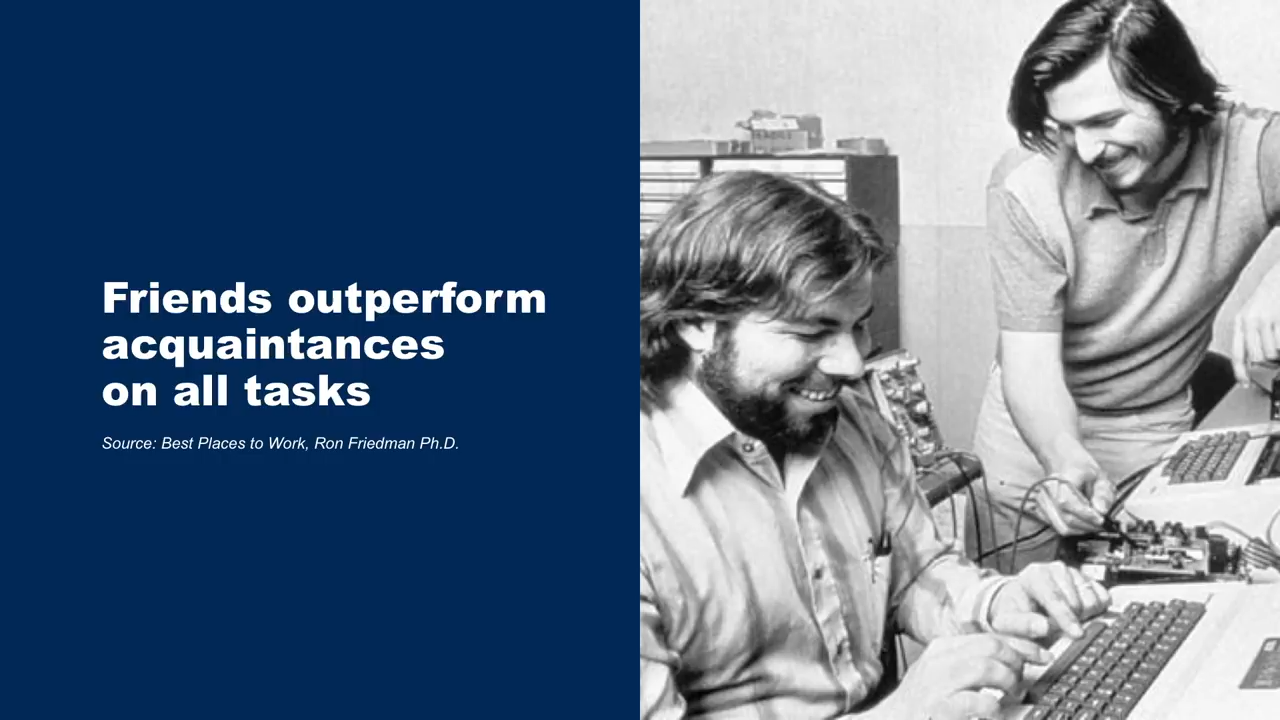 Friends outperform
acquaintances
on all tasks
Source: Best Places to Work, Ron Friedman Ph.D.